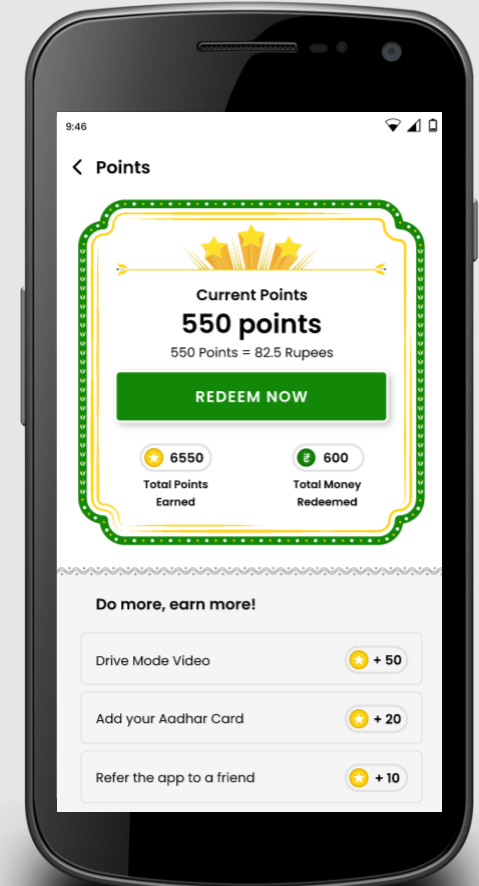 9:46
Points
Current Points
550 points
550 Points = 82.5 Rupees
REDEEM NOW
6550
₹ 600
Total Points
Earned
Total Money
Redeemed
Do more, earn more!
Drive Mode Video
+ 50
Add your Aadhar Card
+ 20
Refer the app to a friend
+ 10